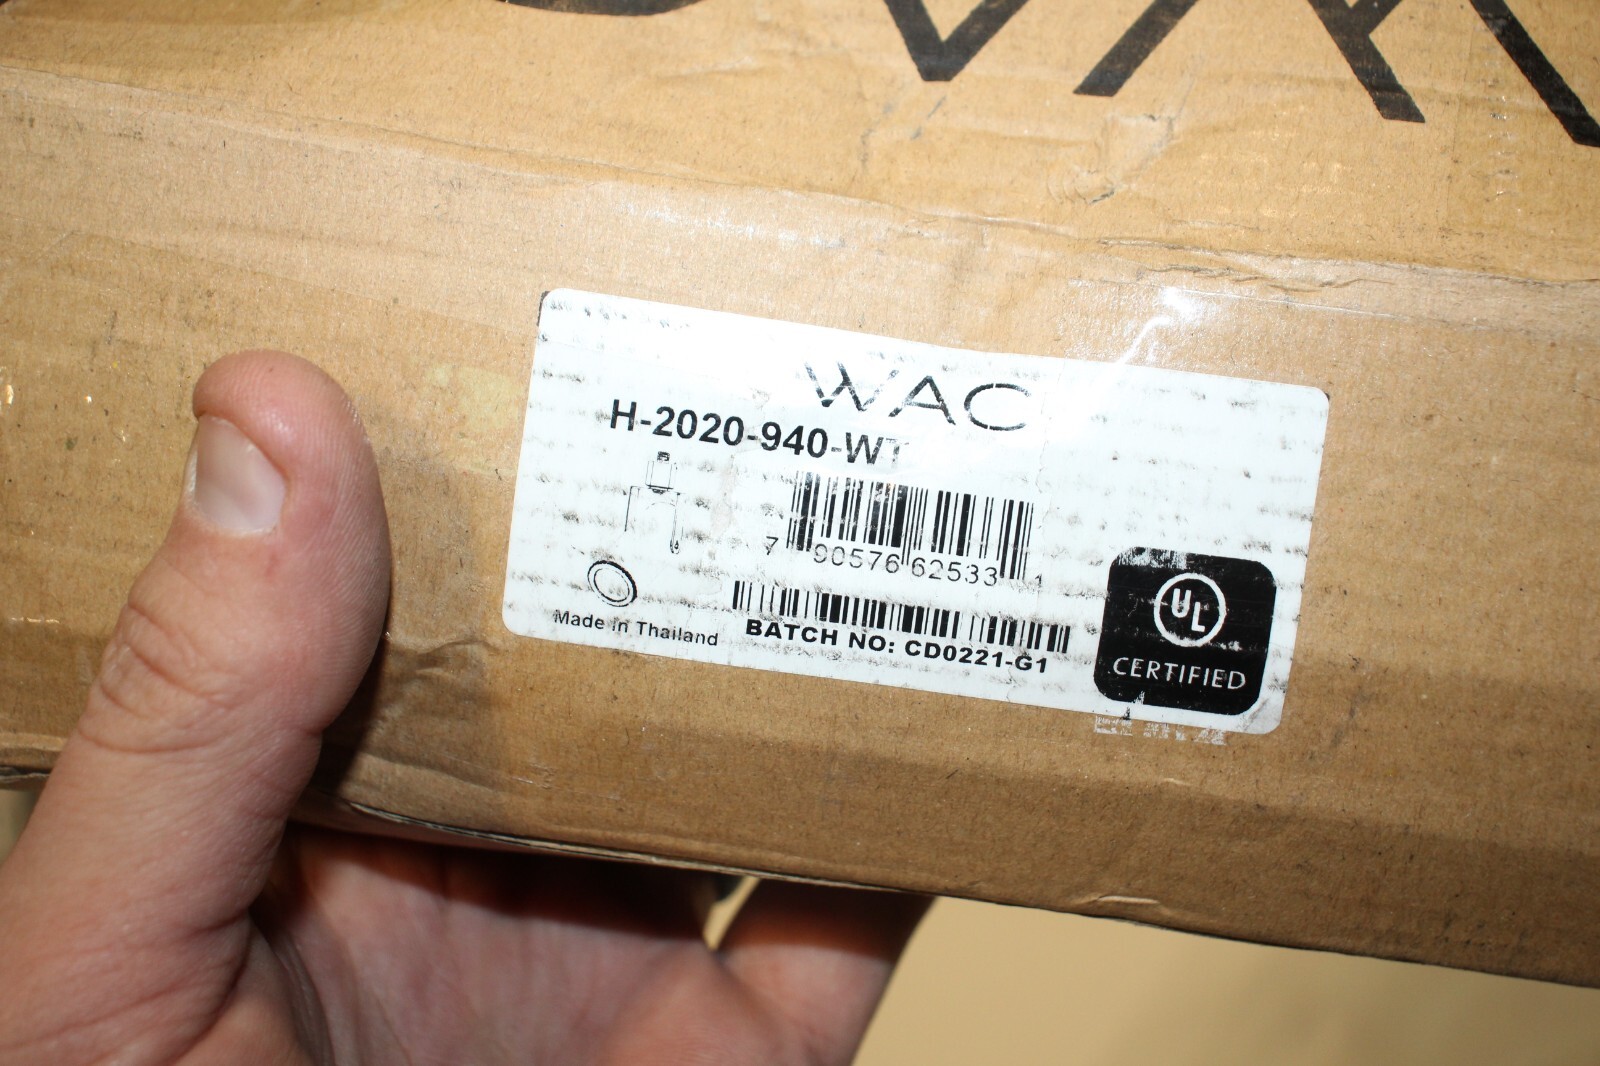 WAC
H-2020-940-WT
7 90576 62533 1
Made in Thailand
BATCH NO: CD0221-G1
UL
CERTIFIED